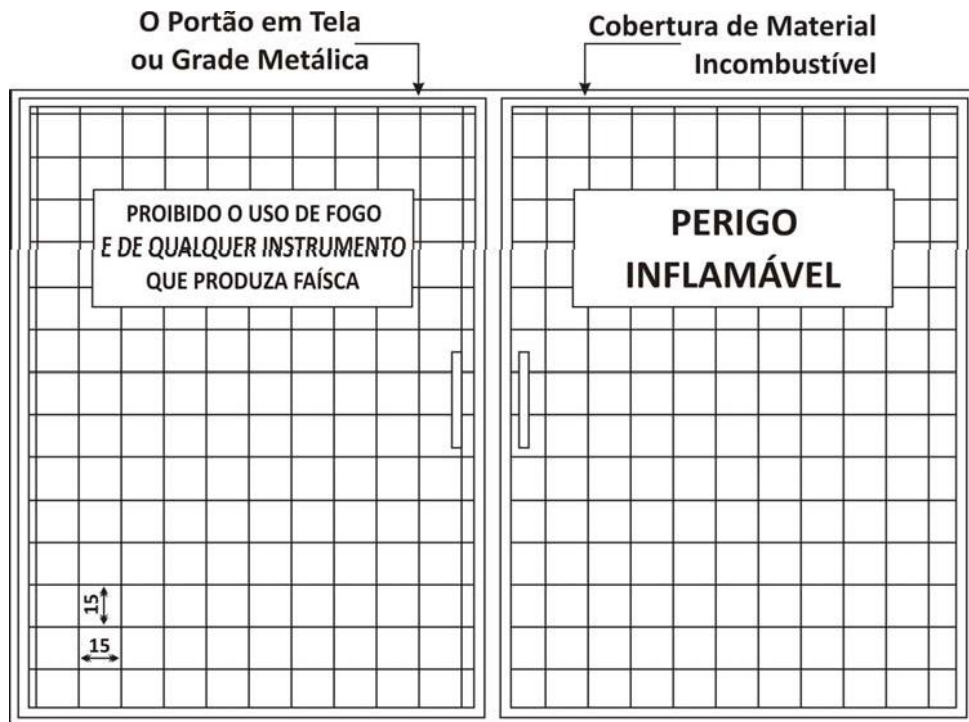 O Portão em Tela
ou Grade Metálica
Cobertura de Material
Incombustível
PROIBIDO O USO DE FOGO
E DE QUALQUER INSTRUMENTO
QUE PRODUZA FAÍSCA
PERIGO
INFLAMÁVEL
15
15